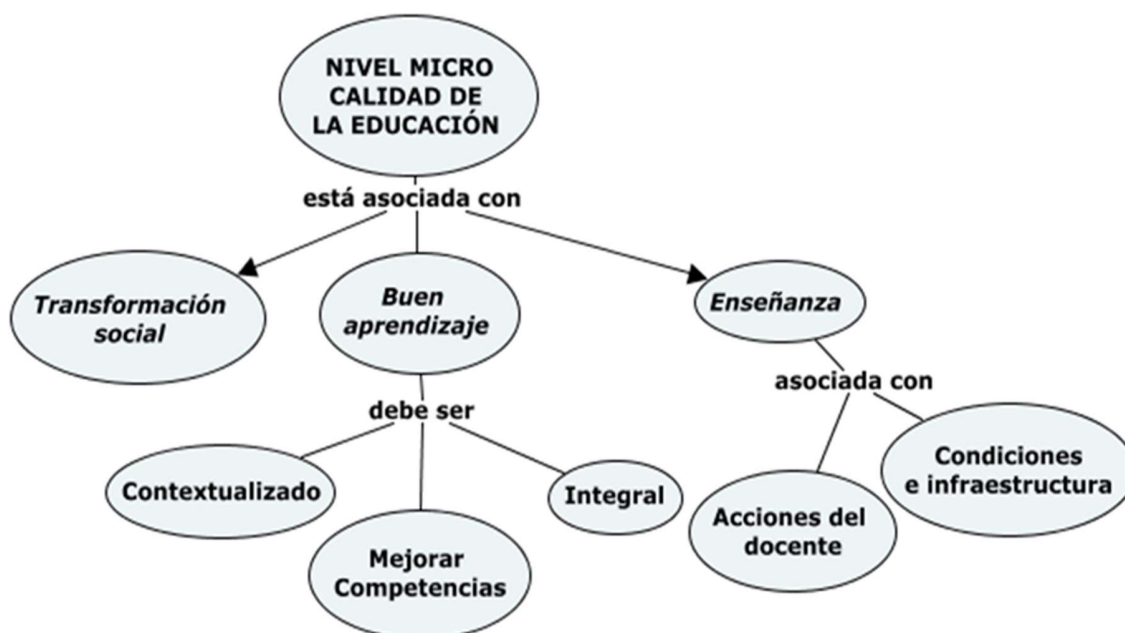 NIVEL MICRO
CALIDAD DE
LA EDUCACIÓN
está asociada con
Transformación
social
Buen
aprendizaje
Enseñanza
debe ser
asociada con
Contextualizado
Mejorar
Competencias
Integral
Acciones del
docente
Condiciones
e infraestructura